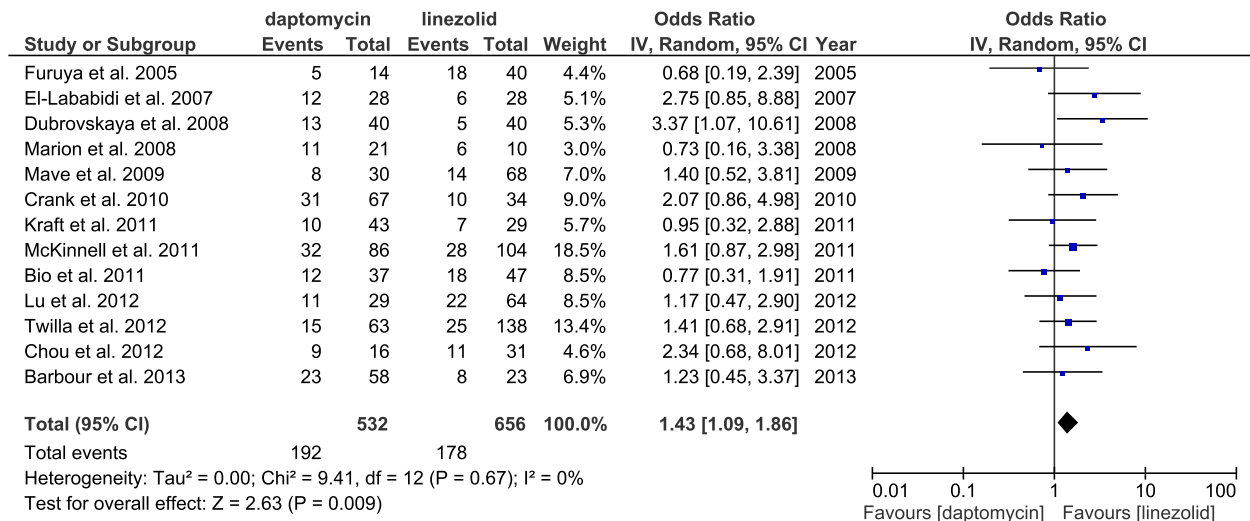 daptomycin linezolid Odds Ratio Odds Ratio
Study or Subgroup Events Total Events Total Weight IV, Random, 95% CI Year IV, Random, 95% CI
Furuya et al. 2005 5 14 18 40 4.4% 0.68 [0.19, 2.39] 2005
El-Lababidi et al. 2007 12 28 6 28 5.1% 2.75 [0.85, 8.88] 2007
Dubrovskaya et al. 2008 13 40 5 40 5.3% 3.37 [1.07, 10.61] 2008
Marion et al. 2008 11 21 6 10 3.0% 0.73 [0.16, 3.38] 2008
Mave et al. 2009 8 30 14 68 7.0% 1.40 [0.52, 3.81] 2009
Crank et al. 2010 31 67 10 34 9.0% 2.07 [0.86, 4.98] 2010
Kraft et al. 2011 10 43 7 29 5.7% 0.95 [0.32, 2.88] 2011
McKinnell et al. 2011 32 86 28 104 18.5% 1.61 [0.87, 2.98] 2011
Bio et al. 2011 12 37 18 47 8.5% 0.77 [0.31, 1.91] 2011
Lu et al. 2012 11 29 22 64 8.5% 1.17 [0.47, 2.90] 2012
Twilla et al. 2012 15 63 25 138 13.4% 1.41 [0.68, 2.91] 2012
Chou et al. 2012 9 16 11 31 4.6% 2.34 [0.68, 8.01] 2012
Barbour et al. 2013 23 58 8 23 6.9% 1.23 [0.45, 3.37] 2013
Total (95% CI) 532 656 100.0% 1.43 [1.09, 1.86]
Total events 192 178
Heterogeneity: Tau² = 0.00; Chi² = 9.41, df = 12 (P = 0.67); I² = 0%
Test for overall effect: Z = 2.63 (P = 0.009)
0.01 0.1 1 10 100
Favours [daptomycin] Favours [linezolid]